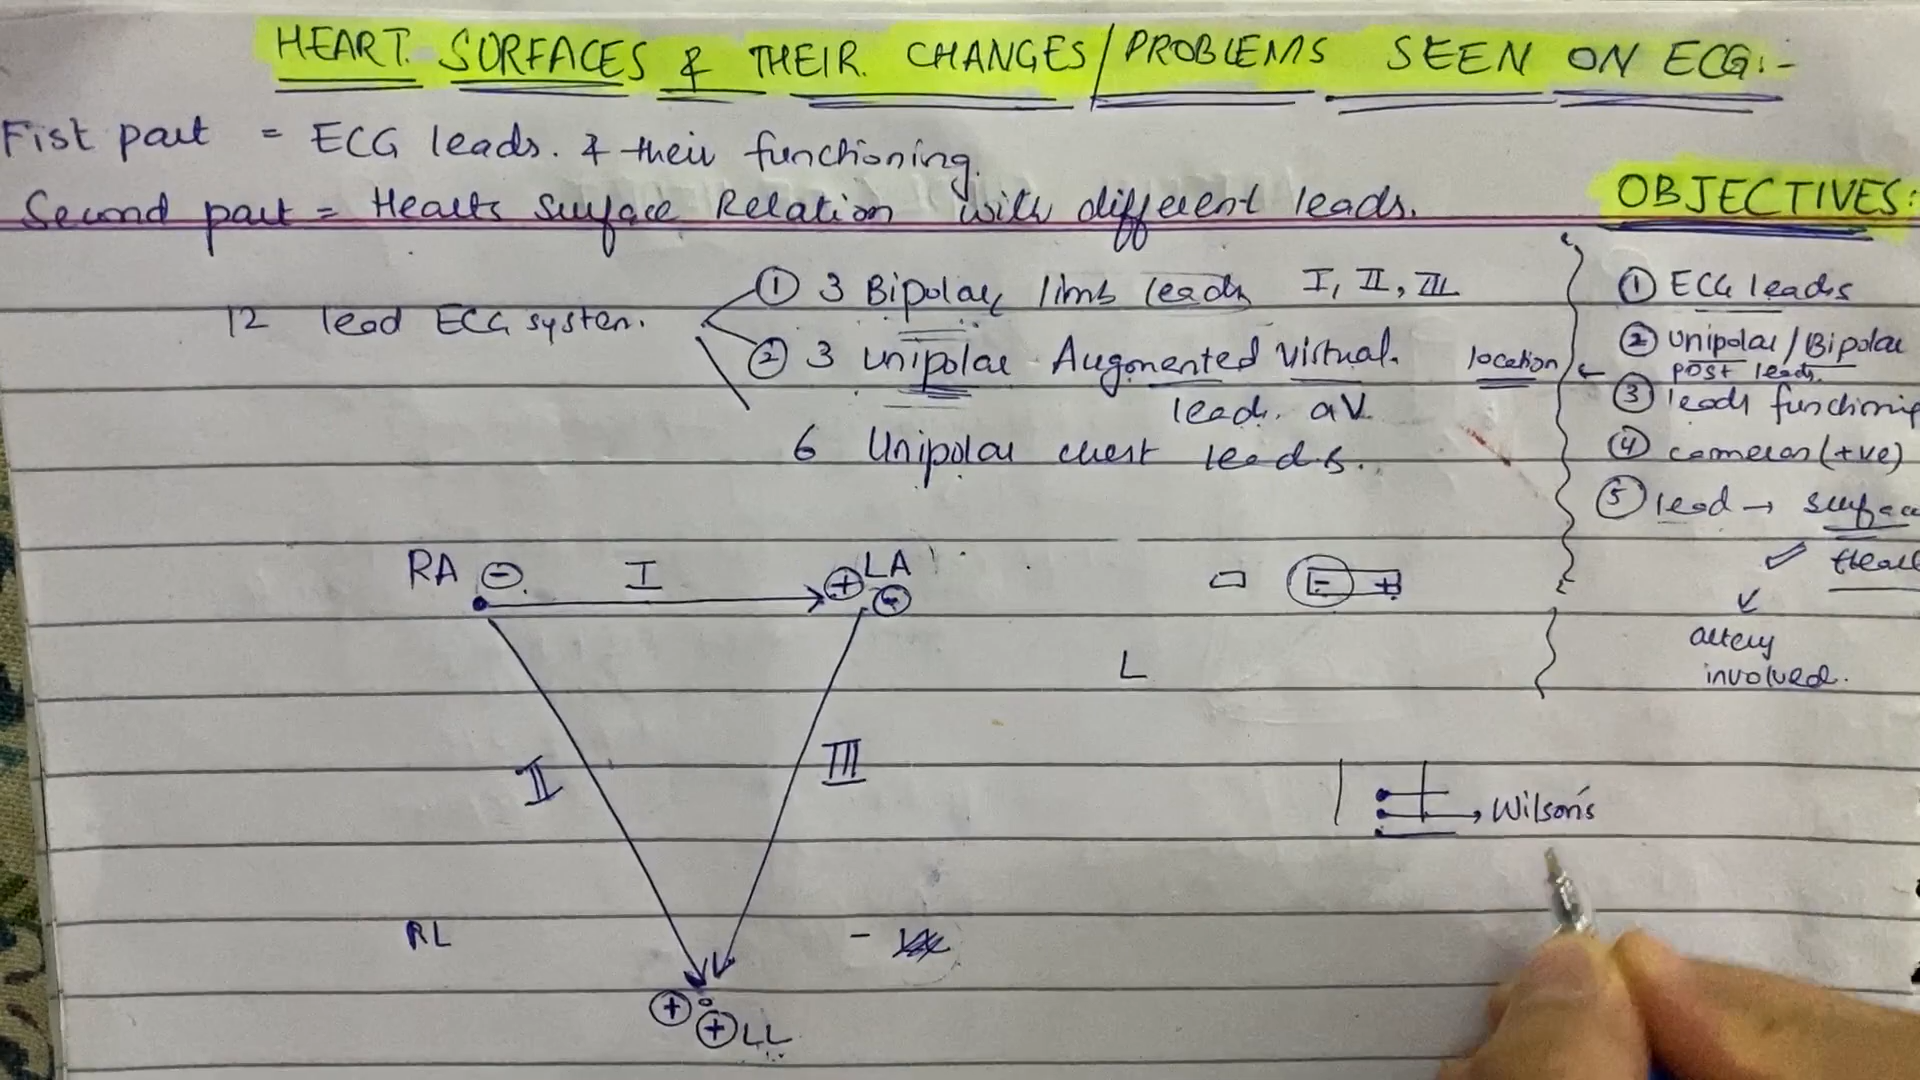 HEART SURFACES & THEIR CHANGES/PROBLEMS SEEN ON ECG:-
Fist part = ECG leads. & their functioning.
Second part = Hearts Surface Relation with different leads.
OBJECTIVES:
12 lead ECG system.
① 3 Bipolar limb leads I, II, III
② 3 unipolar Augmented virtual.
leads. aV
6 Unipolar chest leads.
location
① ECG leads
② Unipolar/Bipolar
post leads.
③ leads functioning
④ cameras (+ve)
⑤ lead → surface
Heart
artery
involved.
RA ⊖ I ⊕ LA
⊖
- +
L
II III
Wilson's
RL -
⊕ ⊕ LL